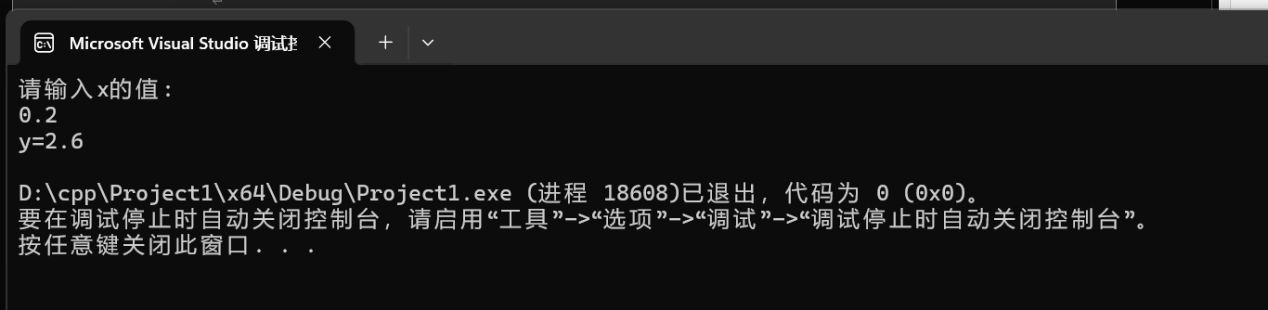 Microsoft Visual Studio 调试控
请输入x的值：
0.2
y=2.6
D:\cpp\Project1\x64\Debug\Project1.exe (进程 18608)已退出，代码为 0 (0x0)。
要在调试停止时自动关闭控制台，请启用“工具”->“选项”->“调试”->“调试停止时自动关闭控制台”。
按任意键关闭此窗口. . .